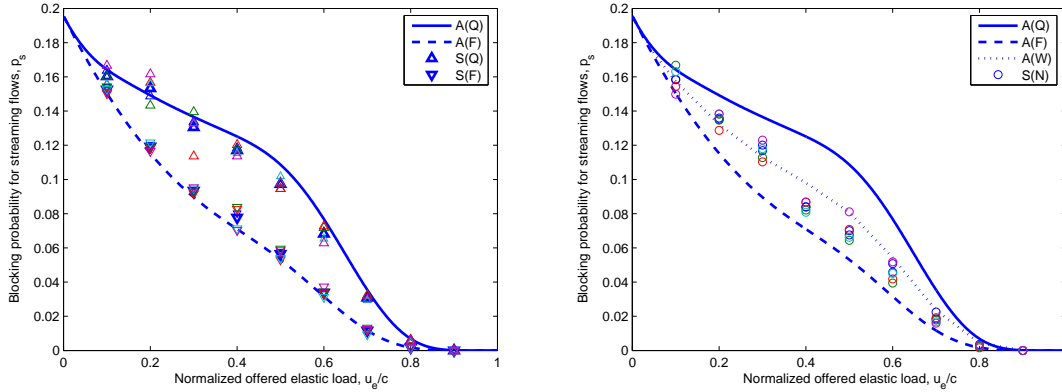 0.2
0.18
0.16
0.14
0.12
0.1
0.08
0.06
0.04
0.02
0
Blocking probability for streaming flows, p_s
0 0.2 0.4 0.6 0.8 1
Normalized offered elastic load, u_e/c
A(Q)
A(F)
S(Q)
S(F)
0.2
0.18
0.16
0.14
0.12
0.1
0.08
0.06
0.04
0.02
0
Blocking probability for streaming flows, p_s
0 0.2 0.4 0.6 0.8
Normalized offered elastic load, u_e/c
A(Q)
A(F)
A(W)
S(N)